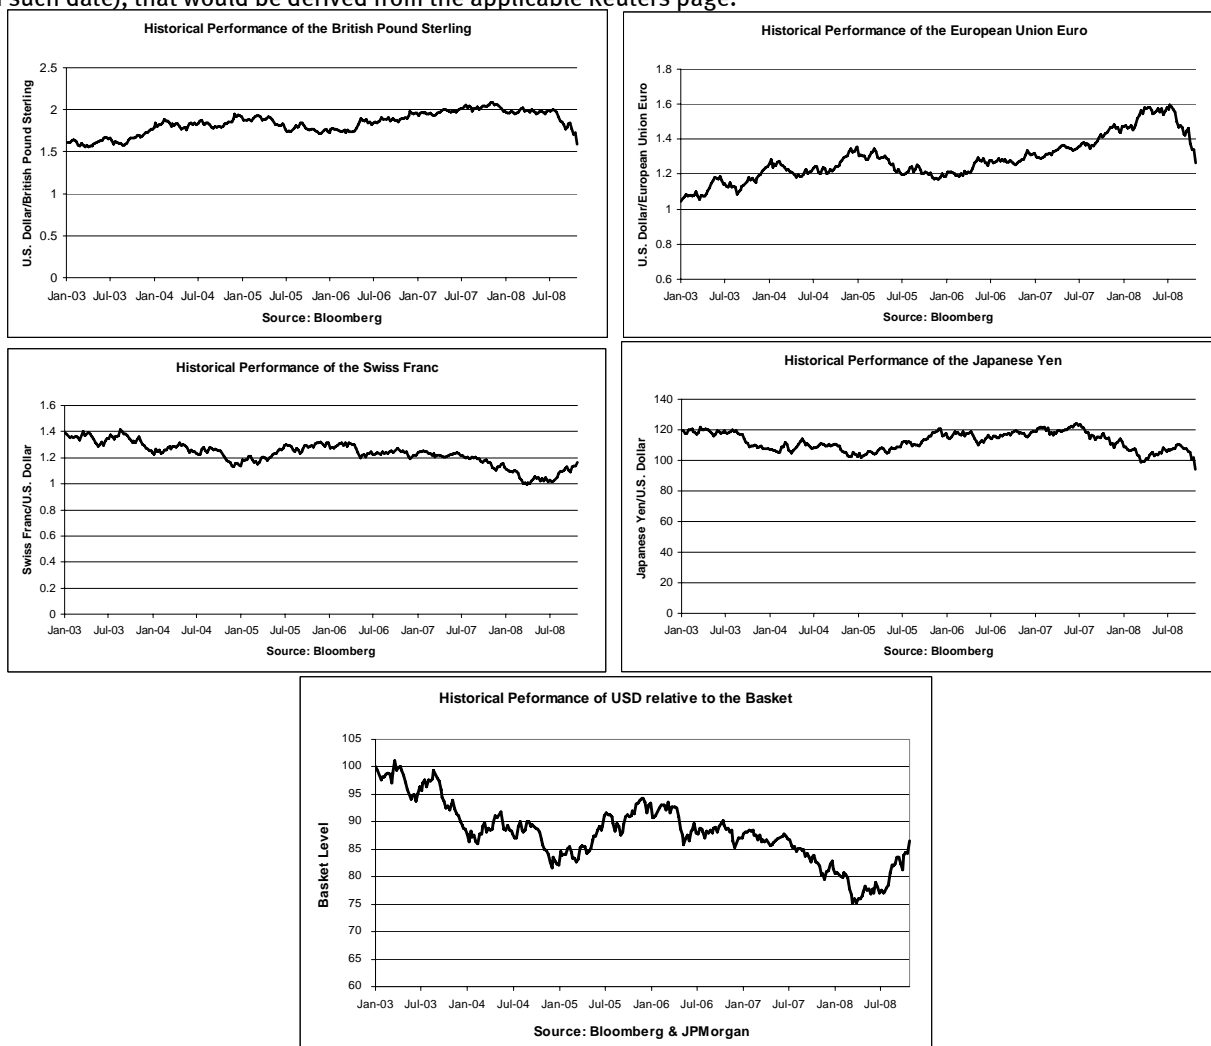 such date), that would be derived from the applicable Reuters page.
Historical Performance of the British Pound Sterling
U.S. Dollar/British Pound Sterling
2.5
2
1.5
1
0.5
0
Jan-03 Jul-03 Jan-04 Jul-04 Jan-05 Jul-05 Jan-06 Jul-06 Jan-07 Jul-07 Jan-08 Jul-08
Source: Bloomberg
Historical Performance of the European Union Euro
U.S. Dollar/European Union Euro
1.8
1.6
1.4
1.2
1
0.8
0.6
Jan-03 Jul-03 Jan-04 Jul-04 Jan-05 Jul-05 Jan-06 Jul-06 Jan-07 Jul-07 Jan-08 Jul-08
Source: Bloomberg
Historical Performance of the Swiss Franc
Swiss Franc/U.S. Dollar
1.6
1.4
1.2
1
0.8
0.6
0.4
0.2
0
Jan-03 Jul-03 Jan-04 Jul-04 Jan-05 Jul-05 Jan-06 Jul-06 Jan-07 Jul-07 Jan-08 Jul-08
Source: Bloomberg
Historical Performance of the Japanese Yen
Japanese Yen/U.S. Dollar
140
120
100
80
60
40
20
0
Jan-03 Jul-03 Jan-04 Jul-04 Jan-05 Jul-05 Jan-06 Jul-06 Jan-07 Jul-07 Jan-08 Jul-08
Source: Bloomberg
Historical Peformance of USD relative to the Basket
Basket Level
105
100
95
90
85
80
75
70
65
60
Jan-03 Jul-03 Jan-04 Jul-04 Jan-05 Jul-05 Jan-06 Jul-06 Jan-07 Jul-07 Jan-08 Jul-08
Source: Bloomberg & JPMorgan